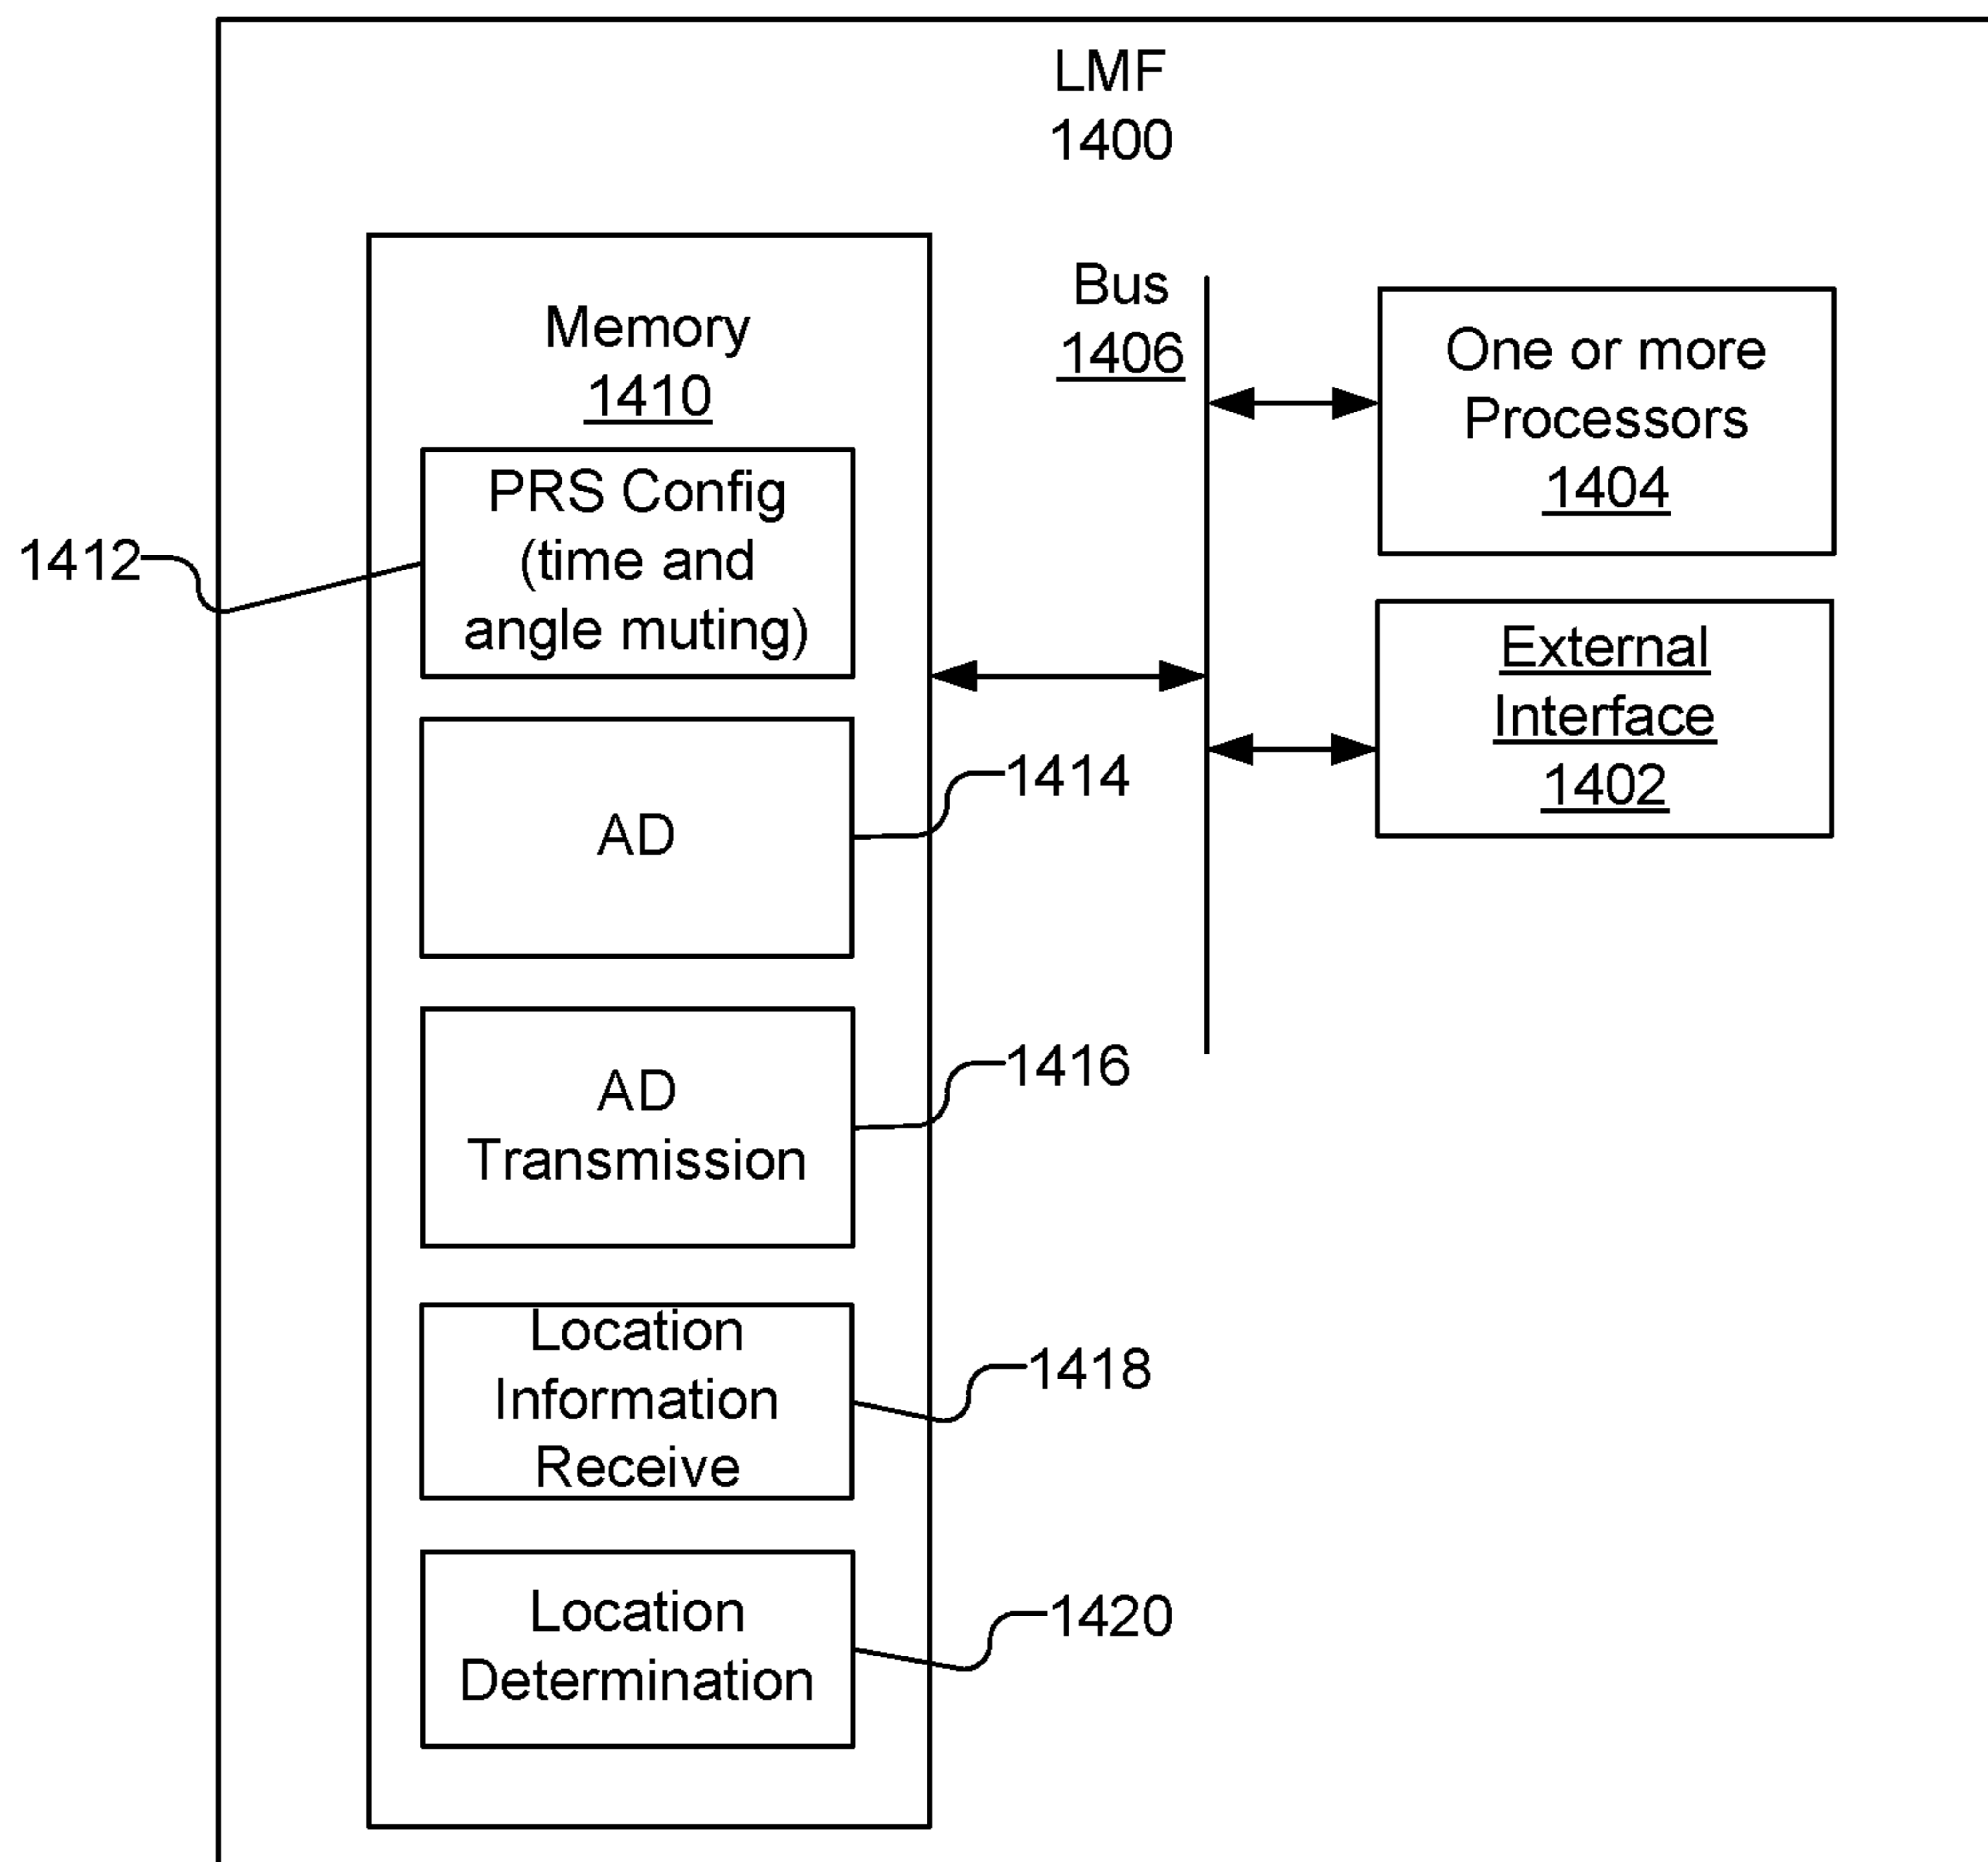 LMF
1400
Memory
1410
Bus
1406
One or more
Processors
1404
PRS Config
(time and
angle muting)
1412
External
Interface
1402
AD
1414
AD
Transmission
1416
Location
Information
Receive
1418
Location
Determination
1420